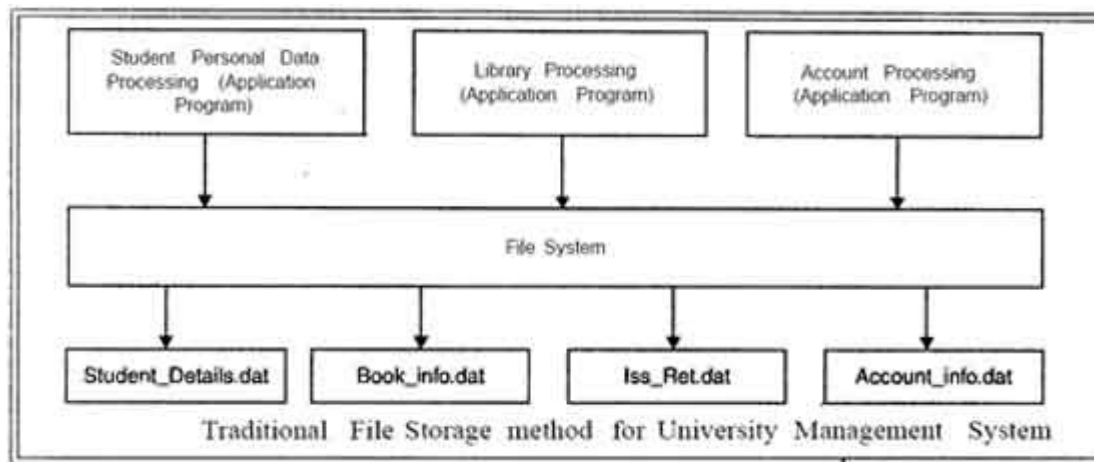 Student Personal Data
Processing (Application
Program)
Library Processing
(Application Program)
Account Processing
(Application Program)
File System
Student_Details.dat
Book_info.dat
Iss_Ret.dat
Account_info.dat
Traditional File Storage method for University Management System